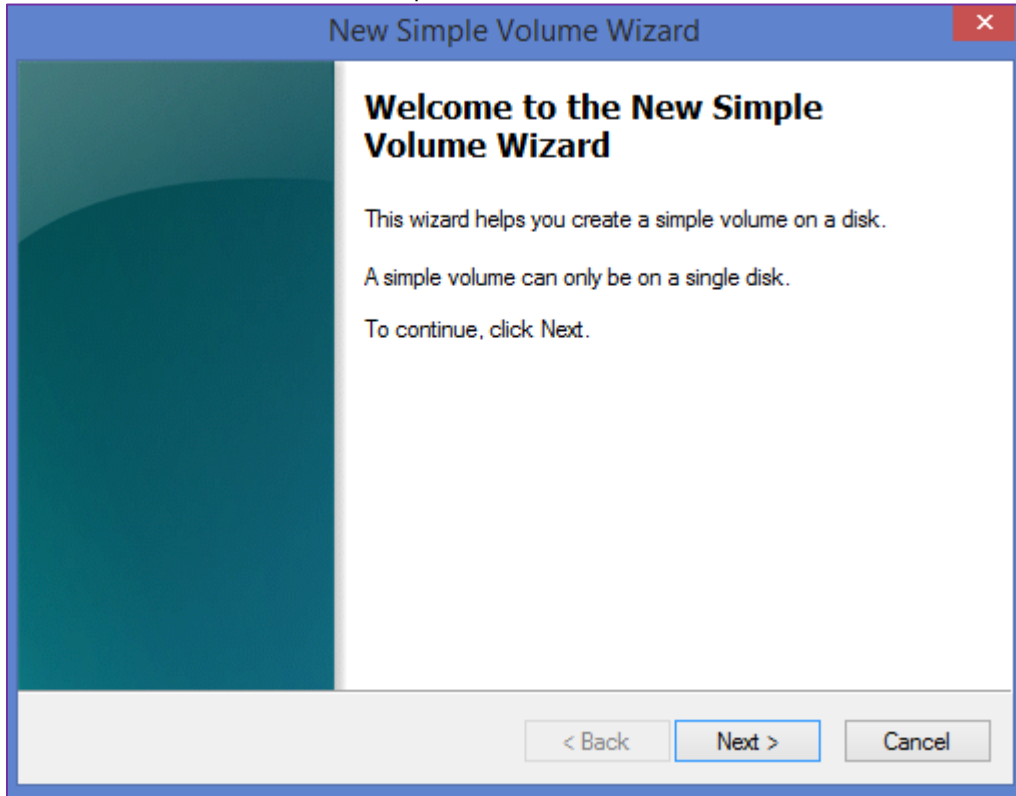 New Simple Volume Wizard
Welcome to the New Simple
Volume Wizard
This wizard helps you create a simple volume on a disk.
A simple volume can only be on a single disk.
To continue, click Next.
< Back
Next >
Cancel